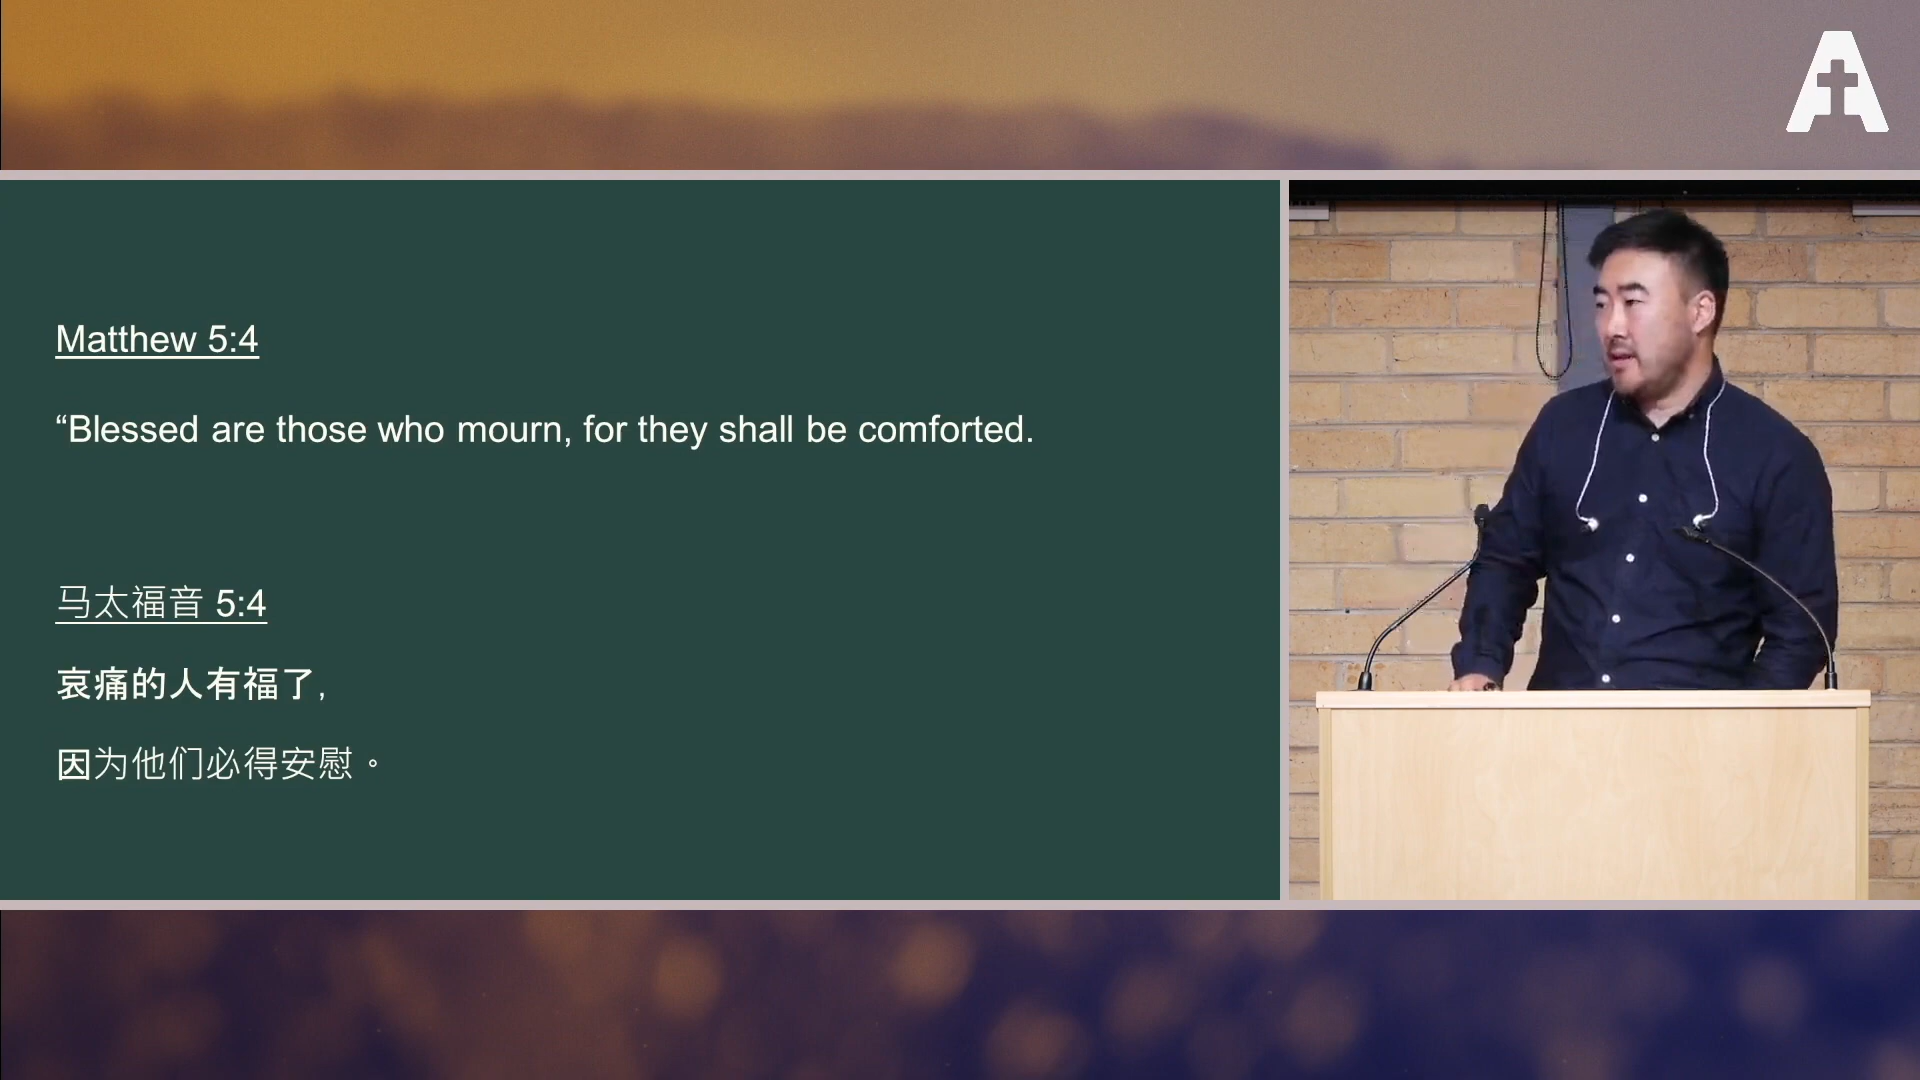 Matthew 5:4
“Blessed are those who mourn, for they shall be comforted.
马太福音 5:4
哀痛的人有福了,
因为他们必得安慰。
A